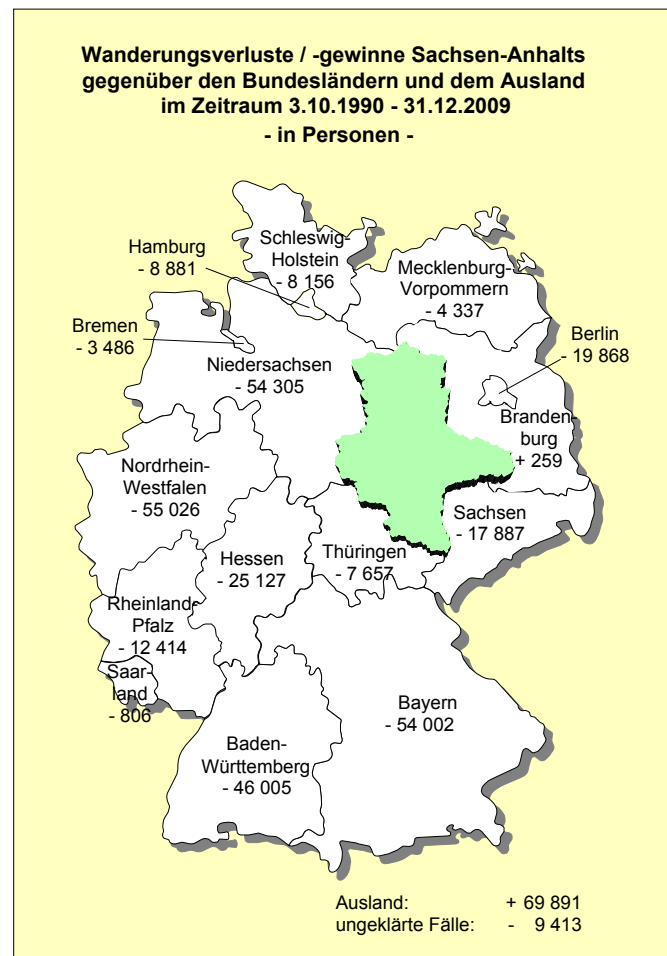 Wanderungsverluste / -gewinne Sachsen-Anhalts
gegenüber den Bundesländern und dem Ausland
im Zeitraum 3.10.1990 - 31.12.2009
- in Personen -
Schleswig-
Holstein
- 8 156
Hamburg
- 8 881
Mecklenburg-
Vorpommern
- 4 337
Bremen
- 3 486
Berlin
- 19 868
Niedersachsen
- 54 305
Branden-
burg
+ 259
Nordrhein-
Westfalen
- 55 026
Sachsen
- 17 887
Hessen
- 25 127
Thüringen
- 7 657
Rheinland-
Pfalz
- 12 414
Saar-
land
- 806
Bayern
- 54 002
Baden-
Württemberg
- 46 005
Ausland: + 69 891
ungeklärte Fälle: - 9 413